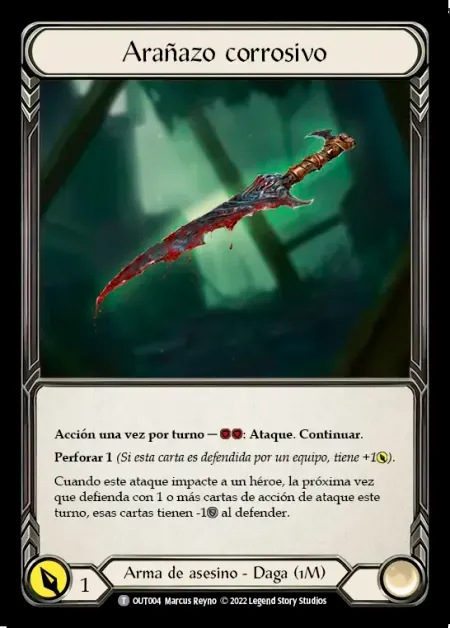 Arañazo corrosivo
Acción una vez por turno — : Ataque. Continuar.
Perforar 1 (Si esta carta es defendida por un equipo, tiene +1).
Cuando este ataque impacte a un héroe, la próxima vez
que defienda con 1 o más cartas de acción de ataque este
turno, esas cartas tienen -1 al defender.
1
Arma de asesino - Daga (1M)
T OUT004 Marcus Reyno © 2022 Legend Story Studios